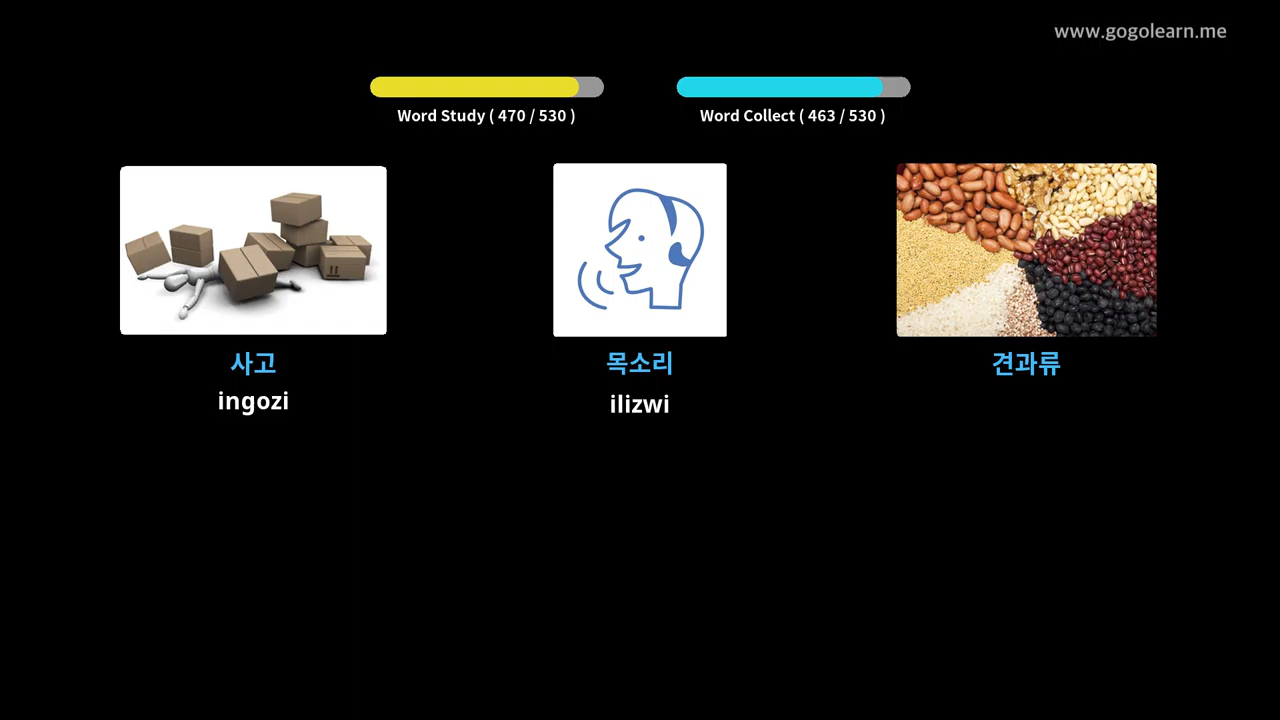 www.gogolearn.me
Word Study ( 470 / 530 )
Word Collect ( 463 / 530 )
사고
ingozi
목소리
ilizwi
견과류